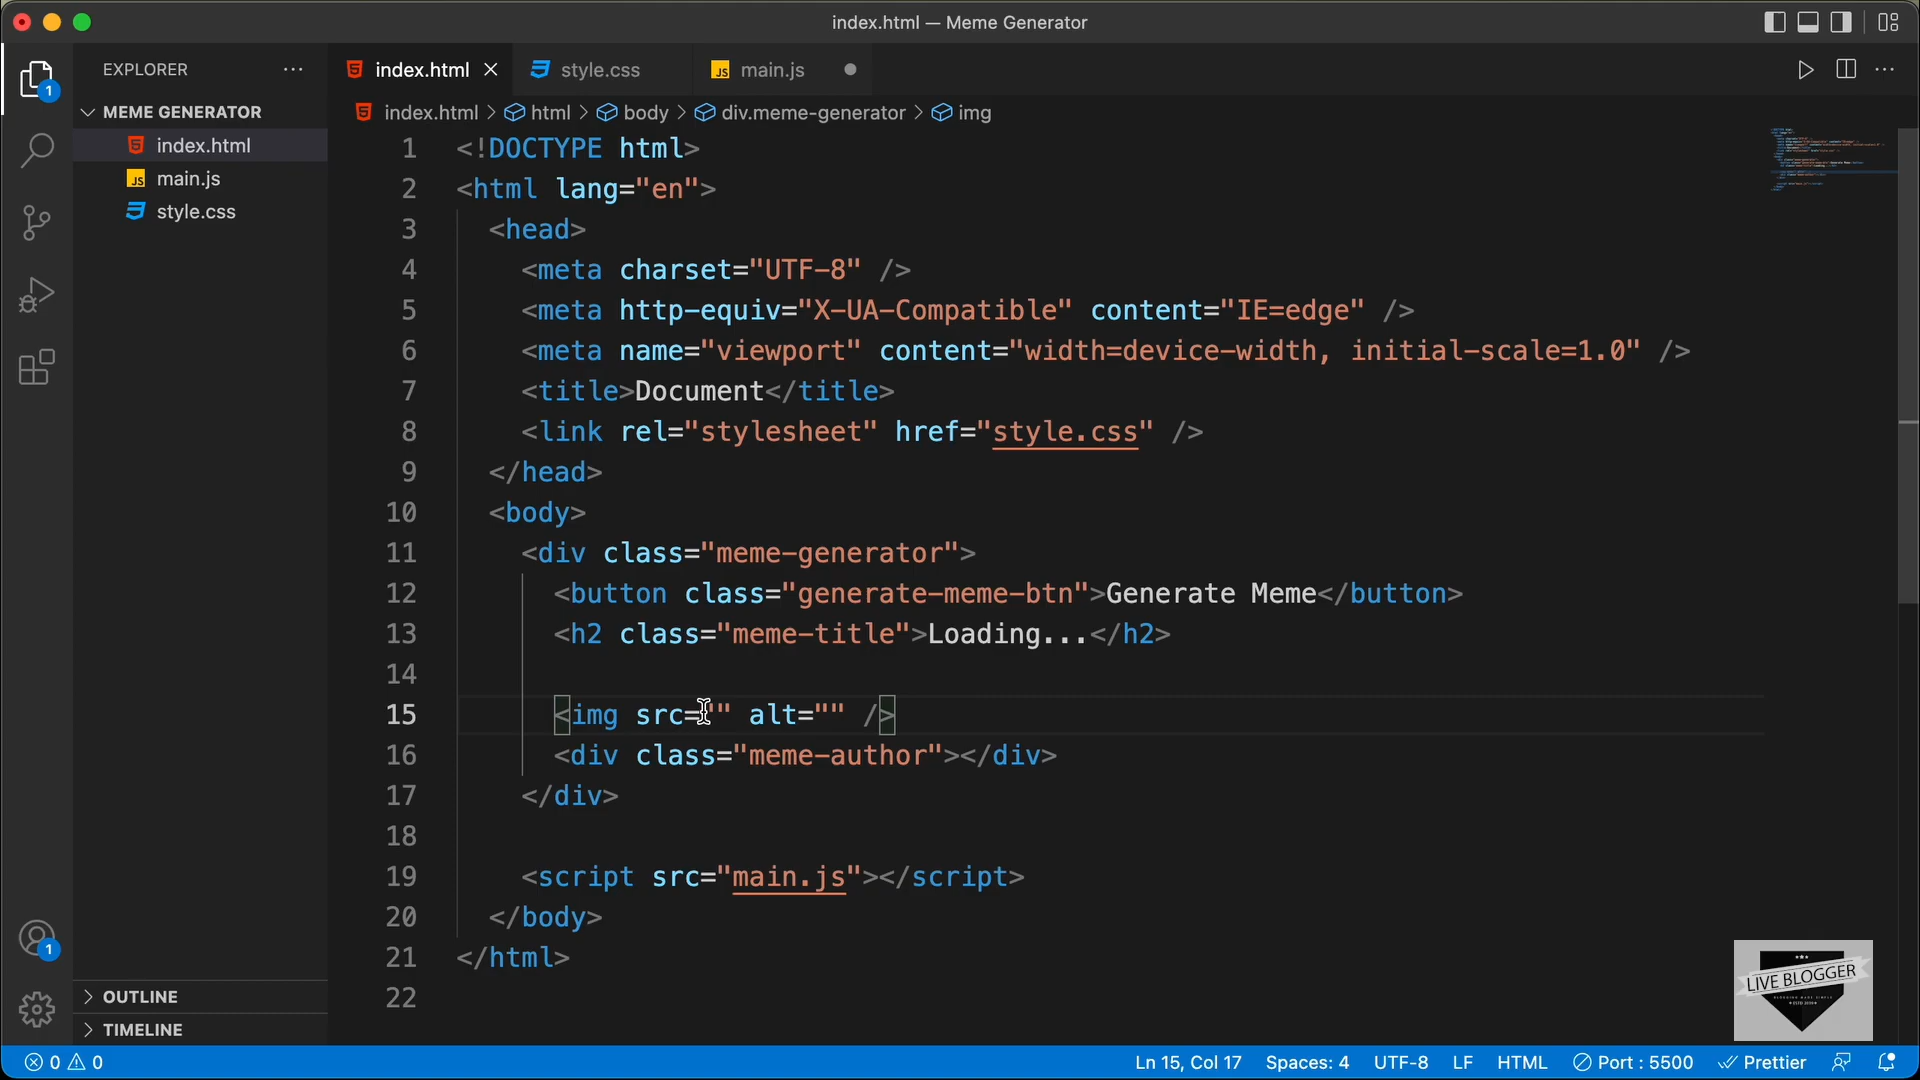 index.html — Meme Generator
EXPLORER
index.html
style.css
JS main.js
MEME GENERATOR
index.html > html > body > div.meme-generator > img
index.html
JS main.js
style.css
1 <!DOCTYPE html>
2 <html lang="en">
3 <head>
4 <meta charset="UTF-8" />
5 <meta http-equiv="X-UA-Compatible" content="IE=edge" />
6 <meta name="viewport" content="width=device-width, initial-scale=1.0" />
7 <title>Document</title>
8 <link rel="stylesheet" href="style.css" />
9 </head>
10 <body>
11 <div class="meme-generator">
12 <button class="generate-meme-btn">Generate Meme</button>
13 <h2 class="meme-title">Loading...</h2>
14
15 <img src="" alt="" />
16 <div class="meme-author"></div>
17 </div>
18
19 <script src="main.js"></script>
20 </body>
21 </html>
22
1
1
OUTLINE
TIMELINE
LIVE BLOGGER
BLOGGING MADE SIMPLE
0 0
Ln 15, Col 17 Spaces: 4 UTF-8 LF HTML Port : 5500 Prettier